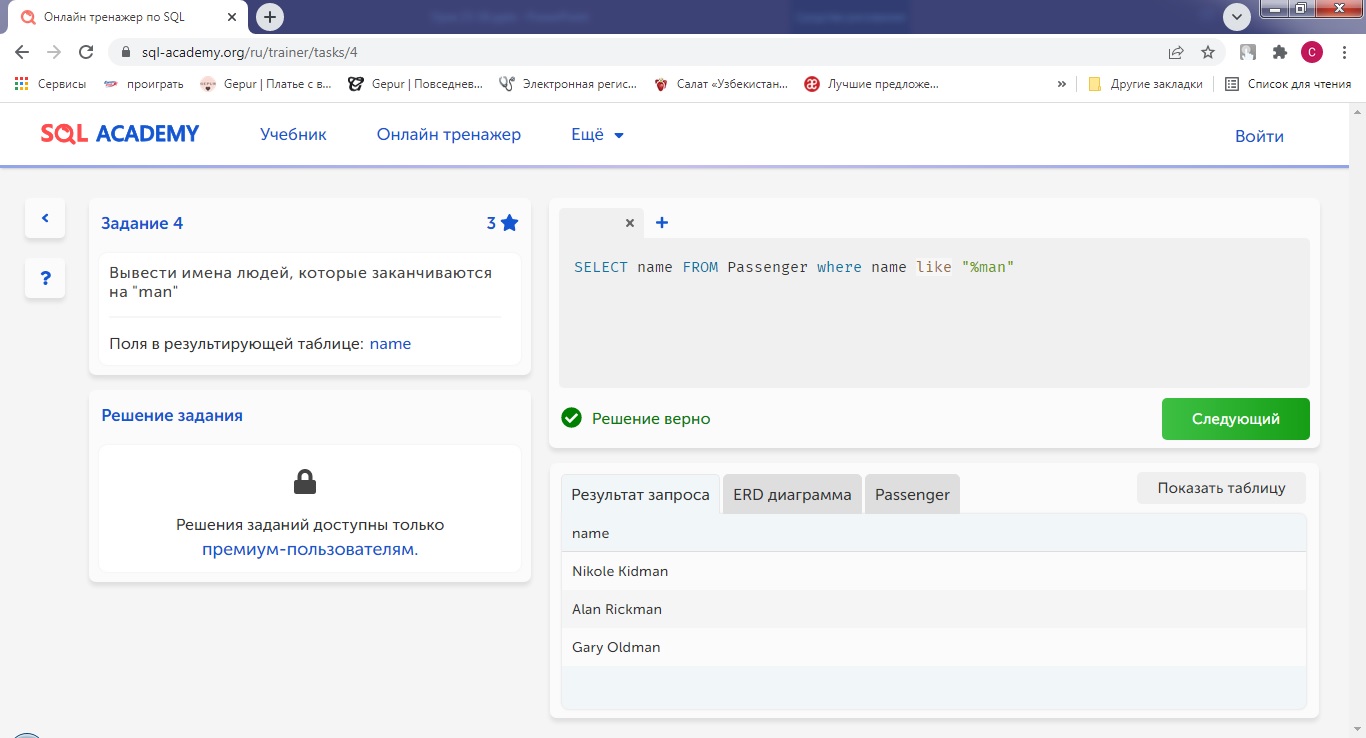 Онлайн тренажер по SQL
sql-academy.org/ru/trainer/tasks/4
C
Сервисы
проиграть
Gepur | Платье с в...
Gepur | Повседнев...
Электронная регис...
Салат «Узбекистан...
Лучшие предложе...
»
Другие закладки
Список для чтения
SQL ACADEMY
Учебник
Онлайн тренажер
Ещё
Войти
Задание 4
3
?
Вывести имена людей, которые заканчиваются
на "man"
Поля в результирующей таблице: name
Решение задания
Решения заданий доступны только
премиум-пользователям.
SELECT name FROM Passenger where name like "%man"
Решение верно
Следующий
Результат запроса
ERD диаграмма
Passenger
Показать таблицу
name
Nikole Kidman
Alan Rickman
Gary Oldman